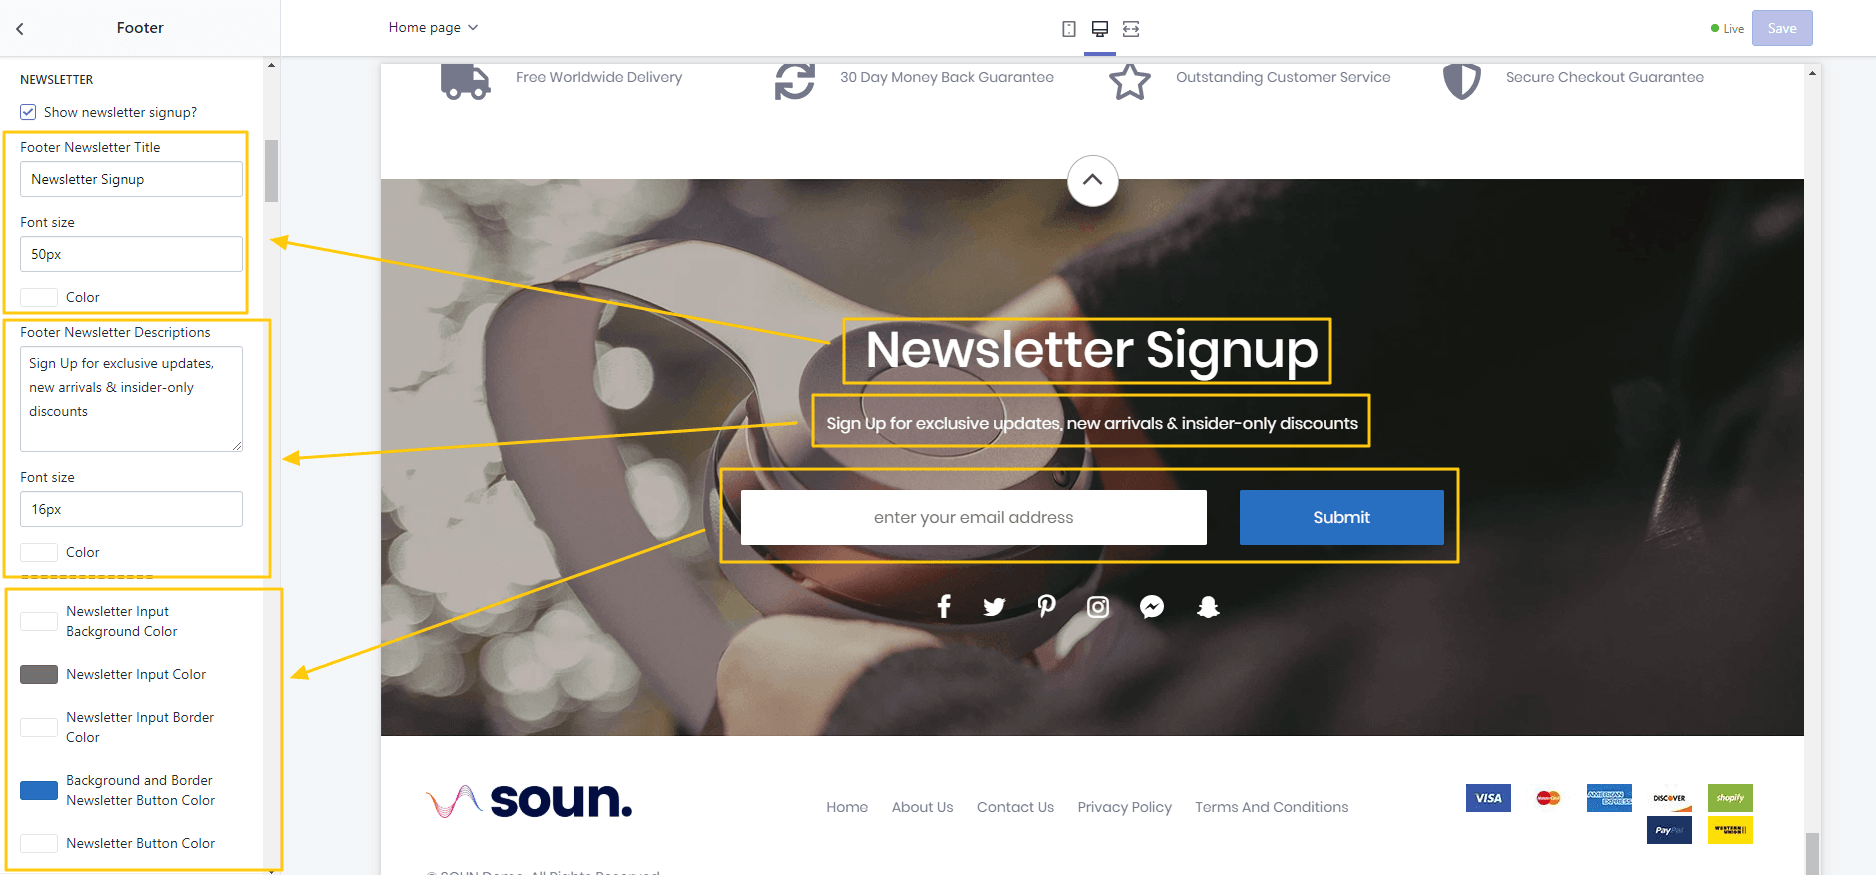 Footer
Home page
Live
Save
NEWSLETTER
Show newsletter signup?
Footer Newsletter Title
Newsletter Signup
Font size
50px
Color
Footer Newsletter Descriptions
Sign Up for exclusive updates,
new arrivals & insider-only
discounts
Font size
16px
Color
Newsletter Input
Background Color
Newsletter Input Color
Newsletter Input Border
Color
Background and Border
Newsletter Button Color
Newsletter Button Color
Free Worldwide Delivery
30 Day Money Back Guarantee
Outstanding Customer Service
Secure Checkout Guarantee
Newsletter Signup
Sign Up for exclusive updates, new arrivals & insider-only discounts
enter your email address
Submit
soun.
Home
About Us
Contact Us
Privacy Policy
Terms And Conditions
VISA
MasterCard
AMERICAN EXPRESS
DISCOVER
shopify
PayPal
WESTERN UNION
© SOUN Demo. All Rights Reserved